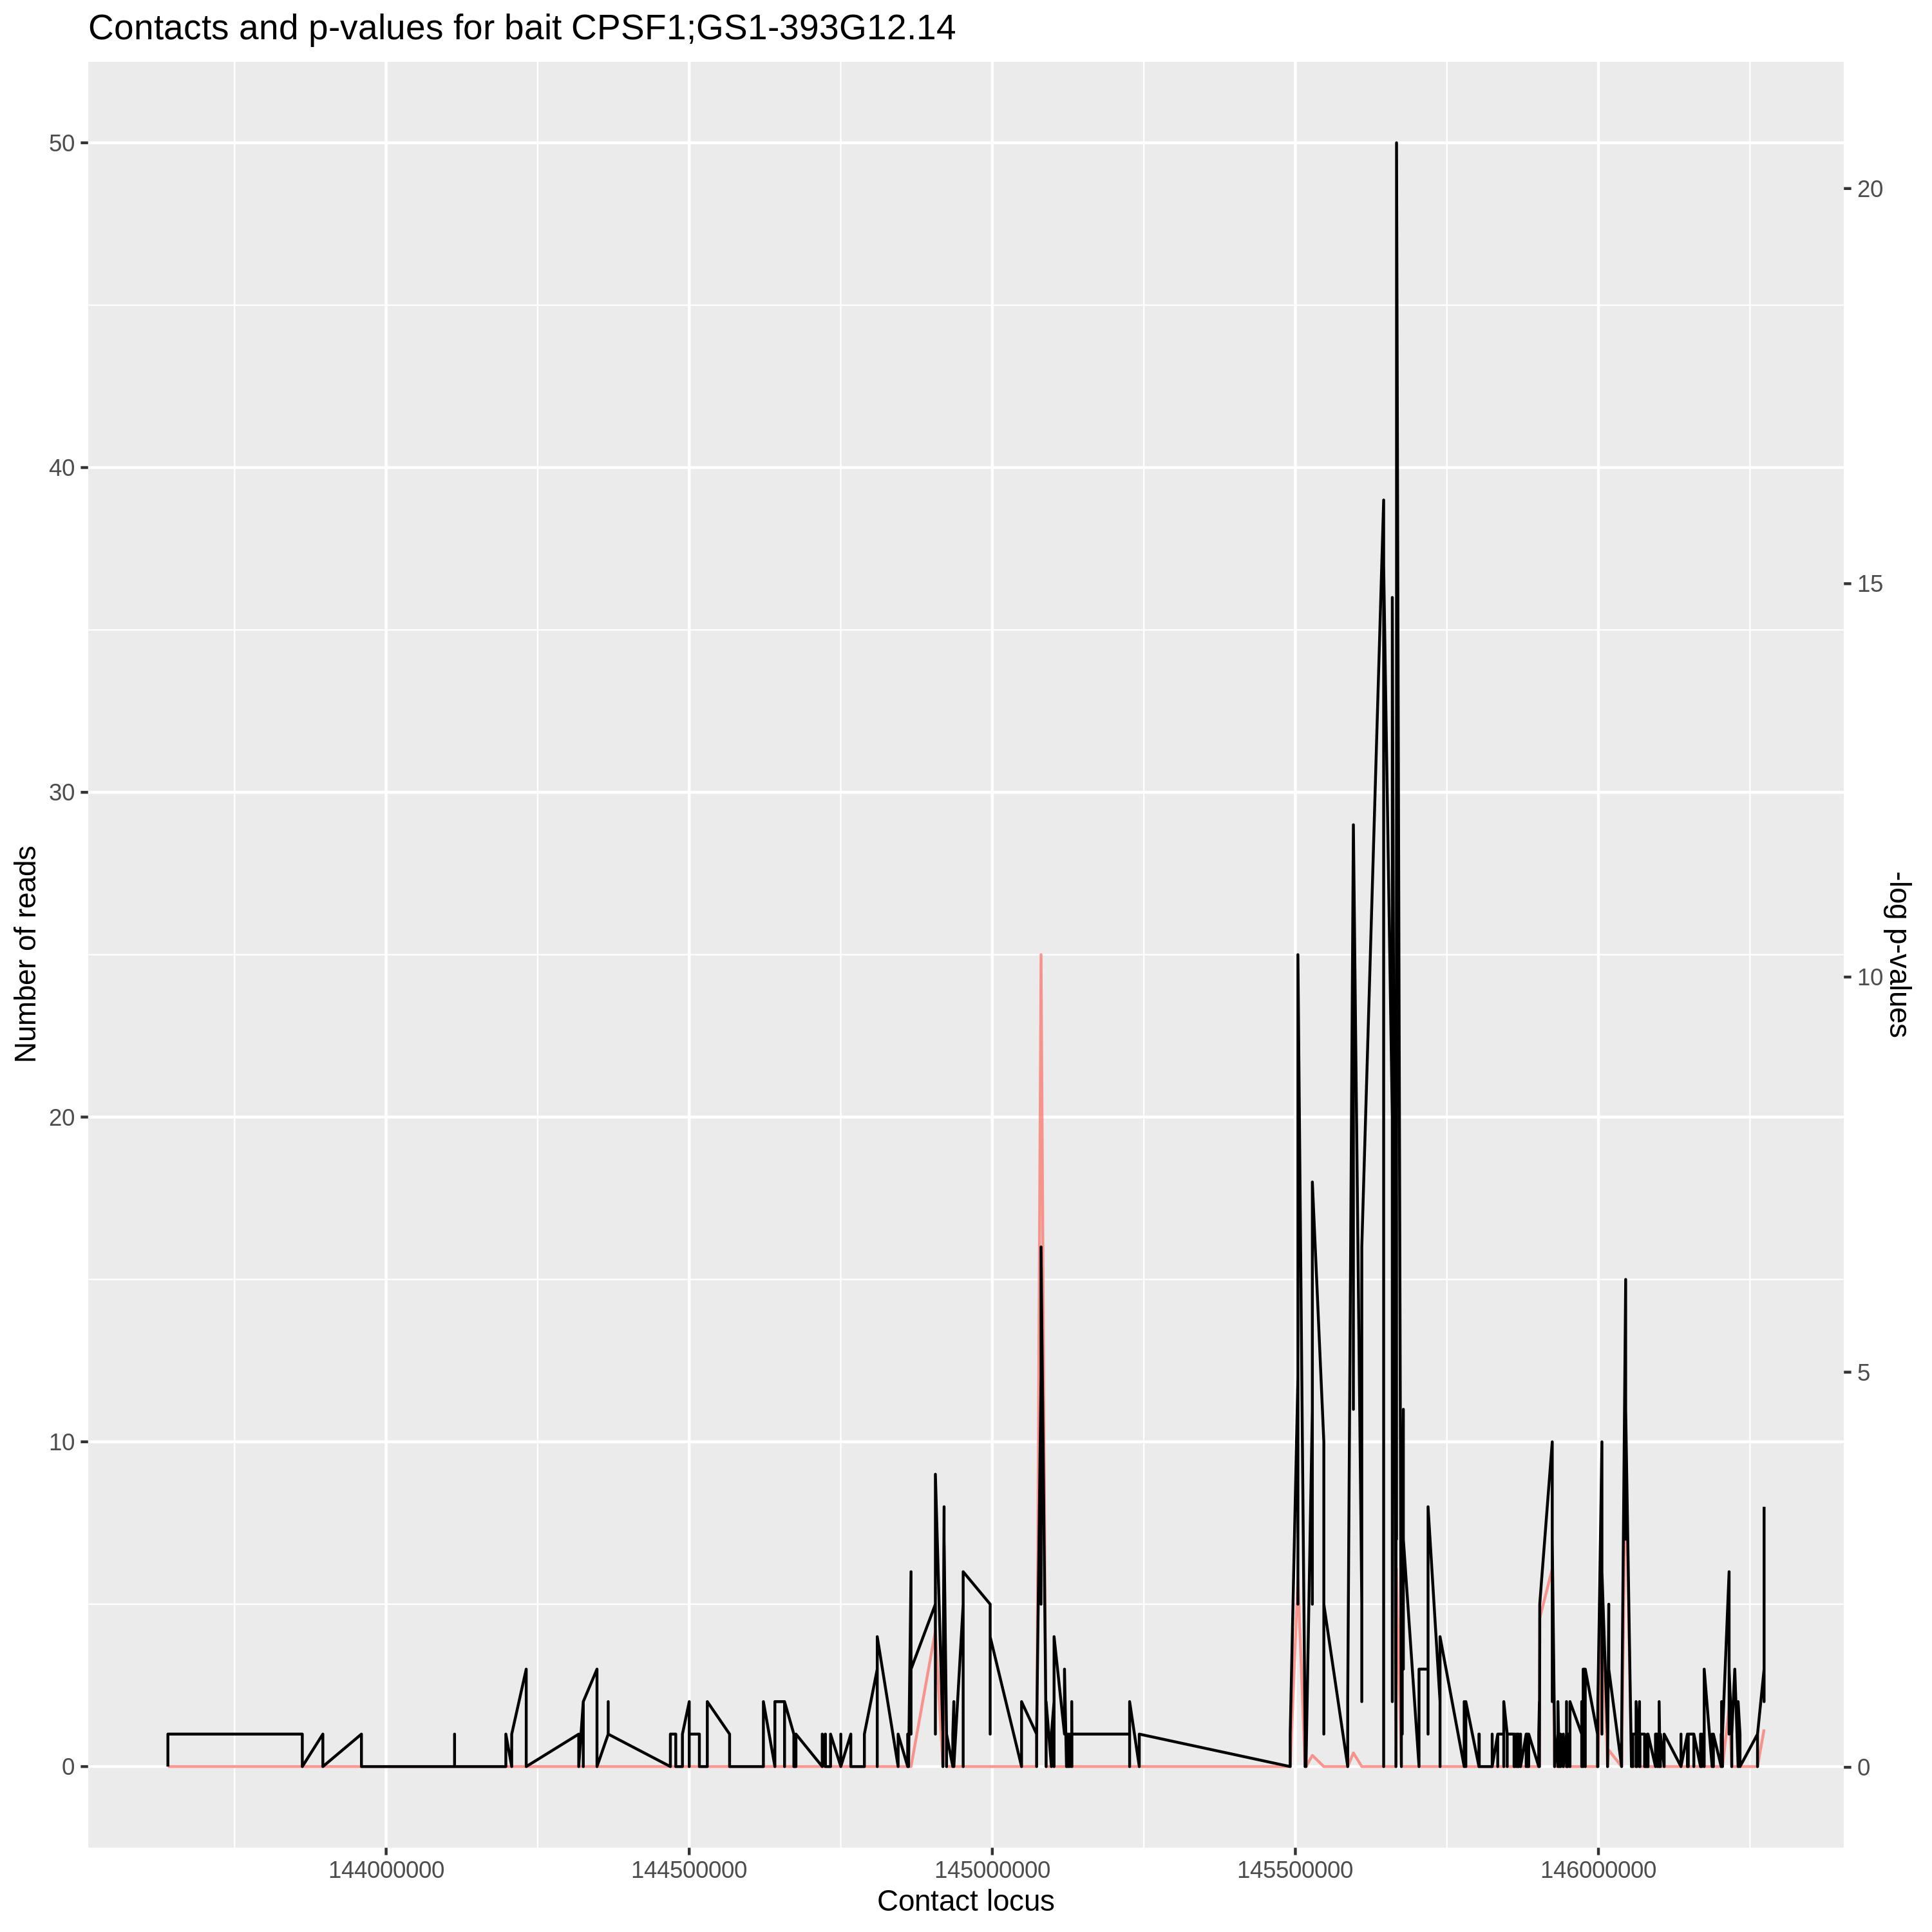 Contacts and p-values for bait CPSF1;GS1-393G12.14
50
40
30
20
10
0
Number of reads
20
15
10
5
0
-log p-values
144000000 144500000 145000000 145500000 146000000
Contact locus